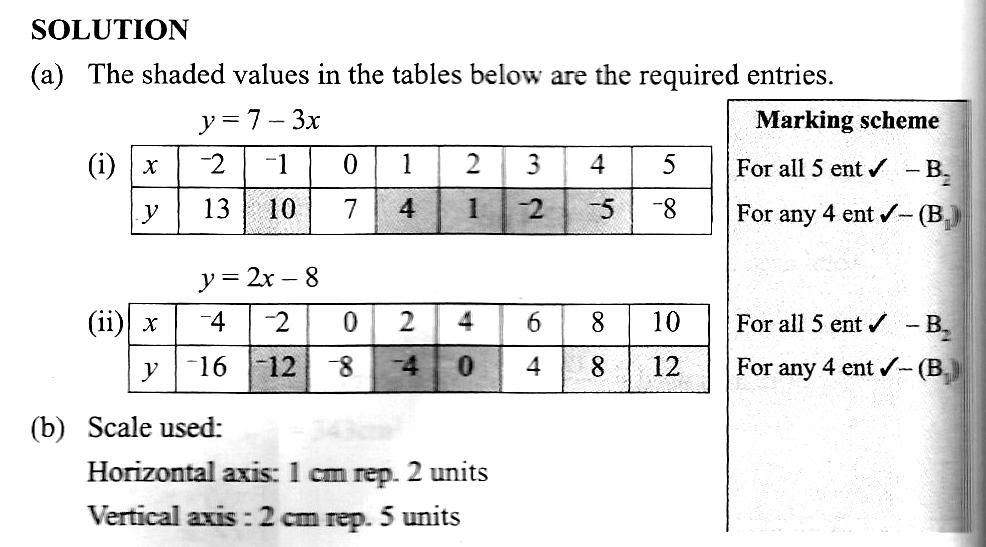 SOLUTION
(a) The shaded values in the tables below are the required entries.
y = 7 – 3x
Marking scheme
(i) x ⁻2 ⁻1 0 1 2 3 4 5
For all 5 ent ✓ – B₂
y 13 10 7 4 1 ⁻2 ⁻5 ⁻8
For any 4 ent ✓– (B₁)
y = 2x – 8
(ii) x ⁻4 ⁻2 0 2 4 6 8 10
For all 5 ent ✓ – B₂
y ⁻16 ⁻12 ⁻8 ⁻4 0 4 8 12
For any 4 ent ✓– (B₁)
(b) Scale used:
Horizontal axis: 1 cm rep. 2 units
Vertical axis : 2 cm rep. 5 units